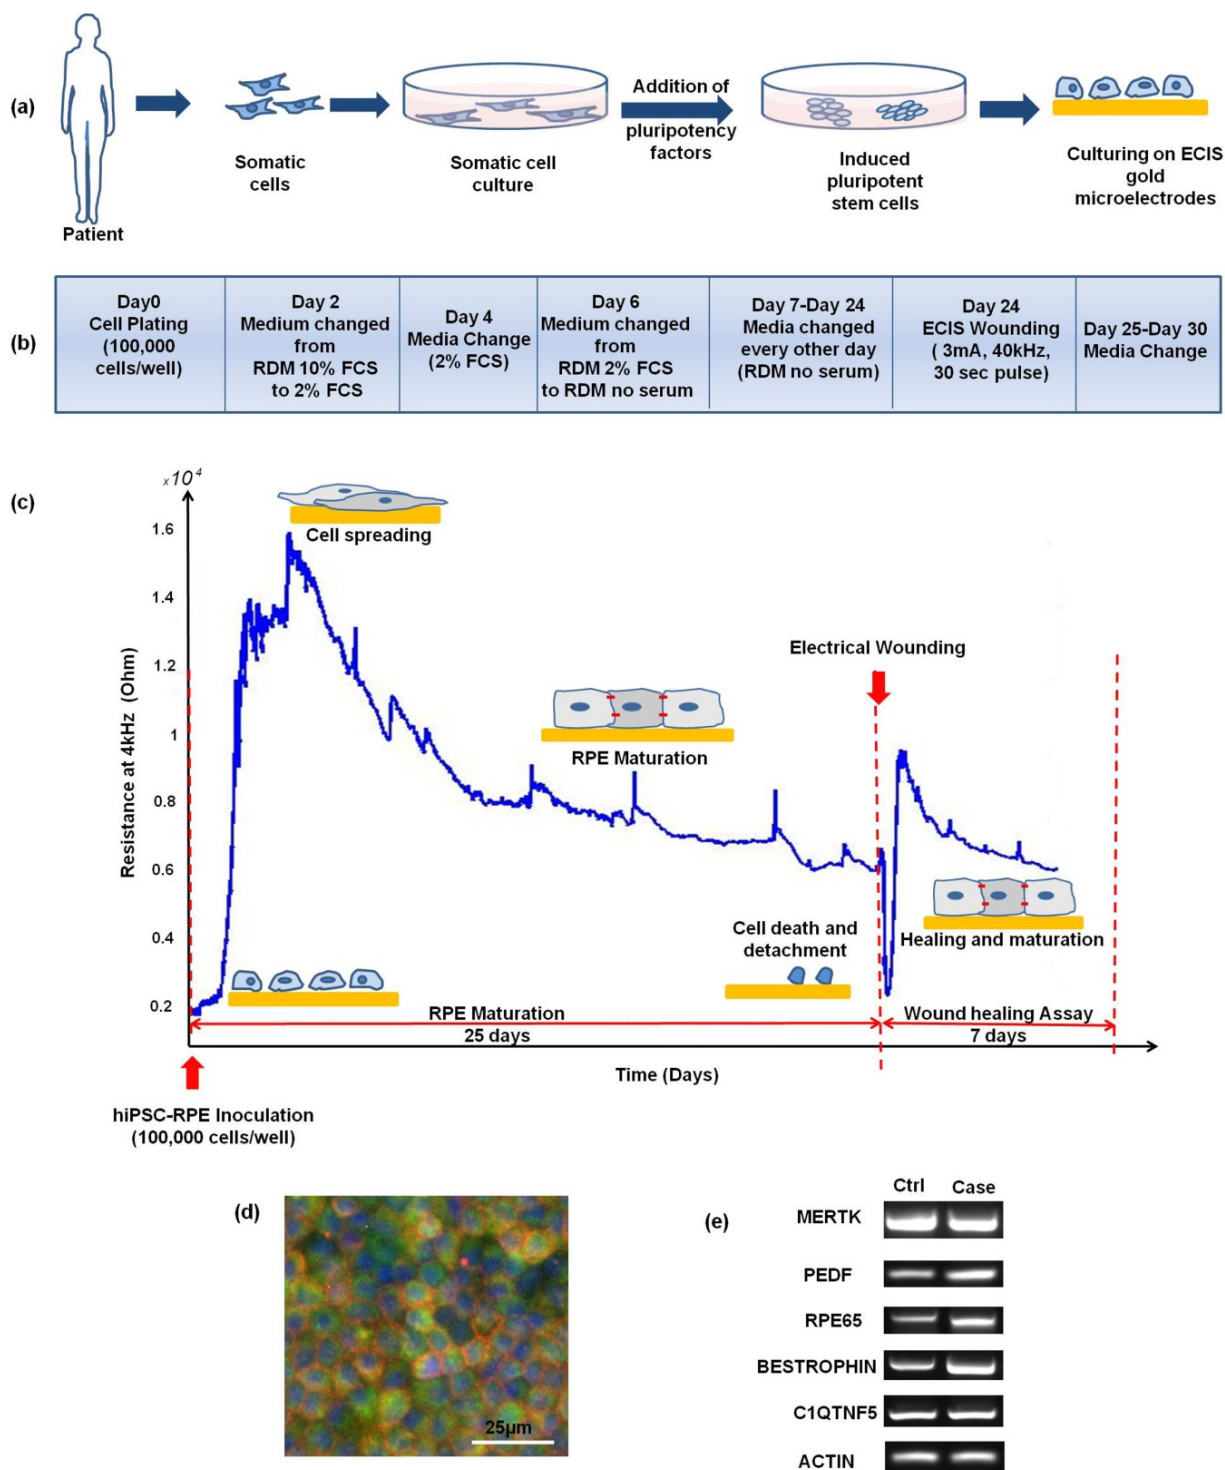 (a)
Patient
Somatic
cells
Somatic cell
culture
Addition of
pluripotency
factors
Induced
pluripotent
stem cells
Culturing on ECIS
gold
microelectrodes
(b)
Day0
Cell Plating
(100,000
cells/well)
Day 2
Medium changed
from
RDM 10% FCS
to 2% FCS
Day 4
Media Change
(2% FCS)
Day 6
Medium changed
from
RDM 2% FCS
to RDM no serum
Day 7-Day 24
Media changed
every other day
(RDM no serum)
Day 24
ECIS Wounding
( 3mA, 40kHz,
30 sec pulse)
Day 25-Day 30
Media Change
(c)
x10⁴
Resistance at 4kHz (Ohm)
1.6
1.4
1.2
1
0.8
0.6
0.4
0.2
Cell spreading
RPE Maturation
Electrical Wounding
Cell death and
detachment
Healing and maturation
RPE Maturation
25 days
Wound healing Assay
7 days
Time (Days)
hiPSC-RPE Inoculation
(100,000 cells/well)
(d)
25µm
(e)
Ctrl Case
MERTK
PEDF
RPE65
BESTROPHIN
C1QTNF5
ACTIN